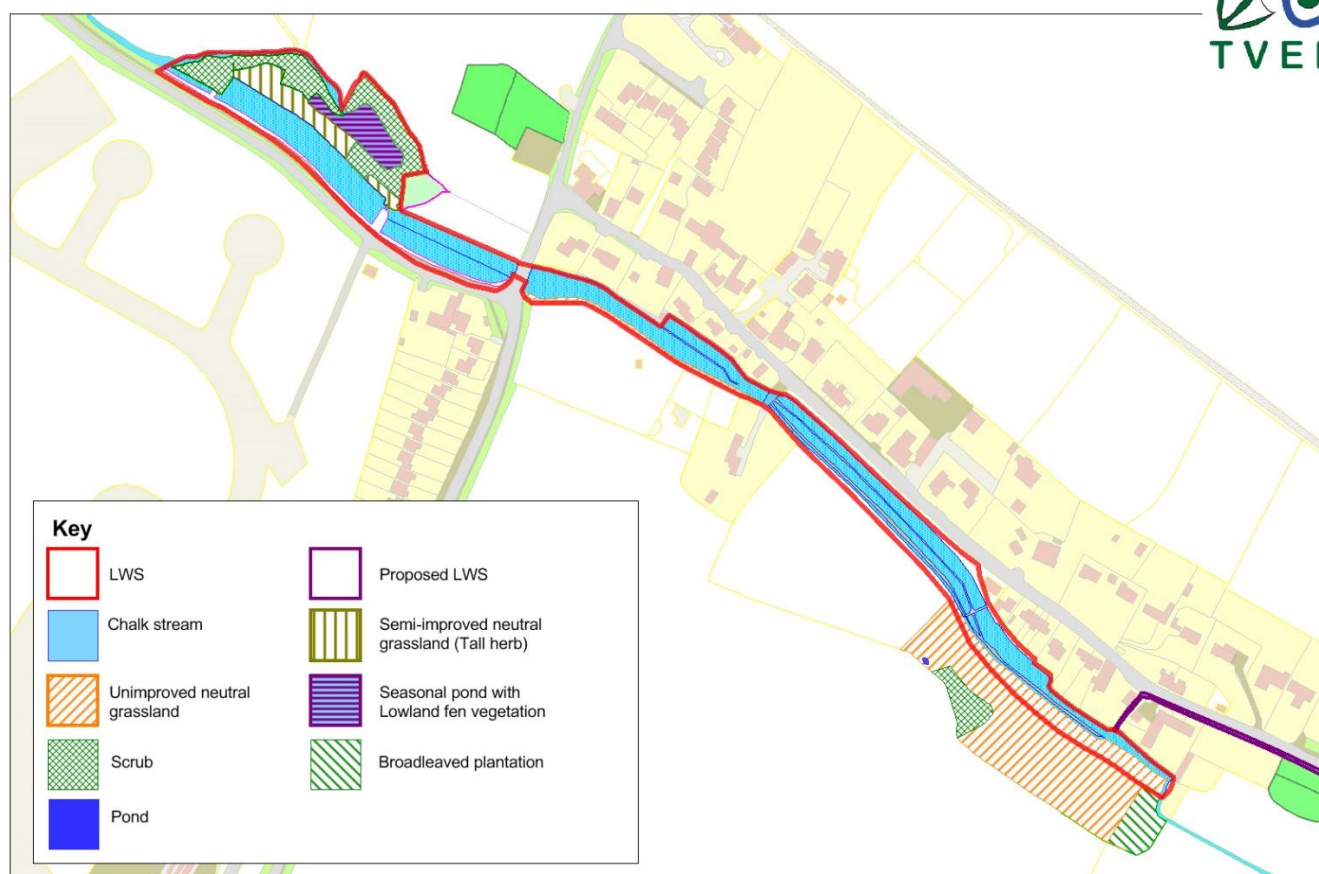 Key
LWS
Proposed LWS
Chalk stream
Semi-improved neutral
grassland (Tall herb)
Unimproved neutral
grassland
Seasonal pond with
Lowland fen vegetation
Scrub
Broadleaved plantation
Pond